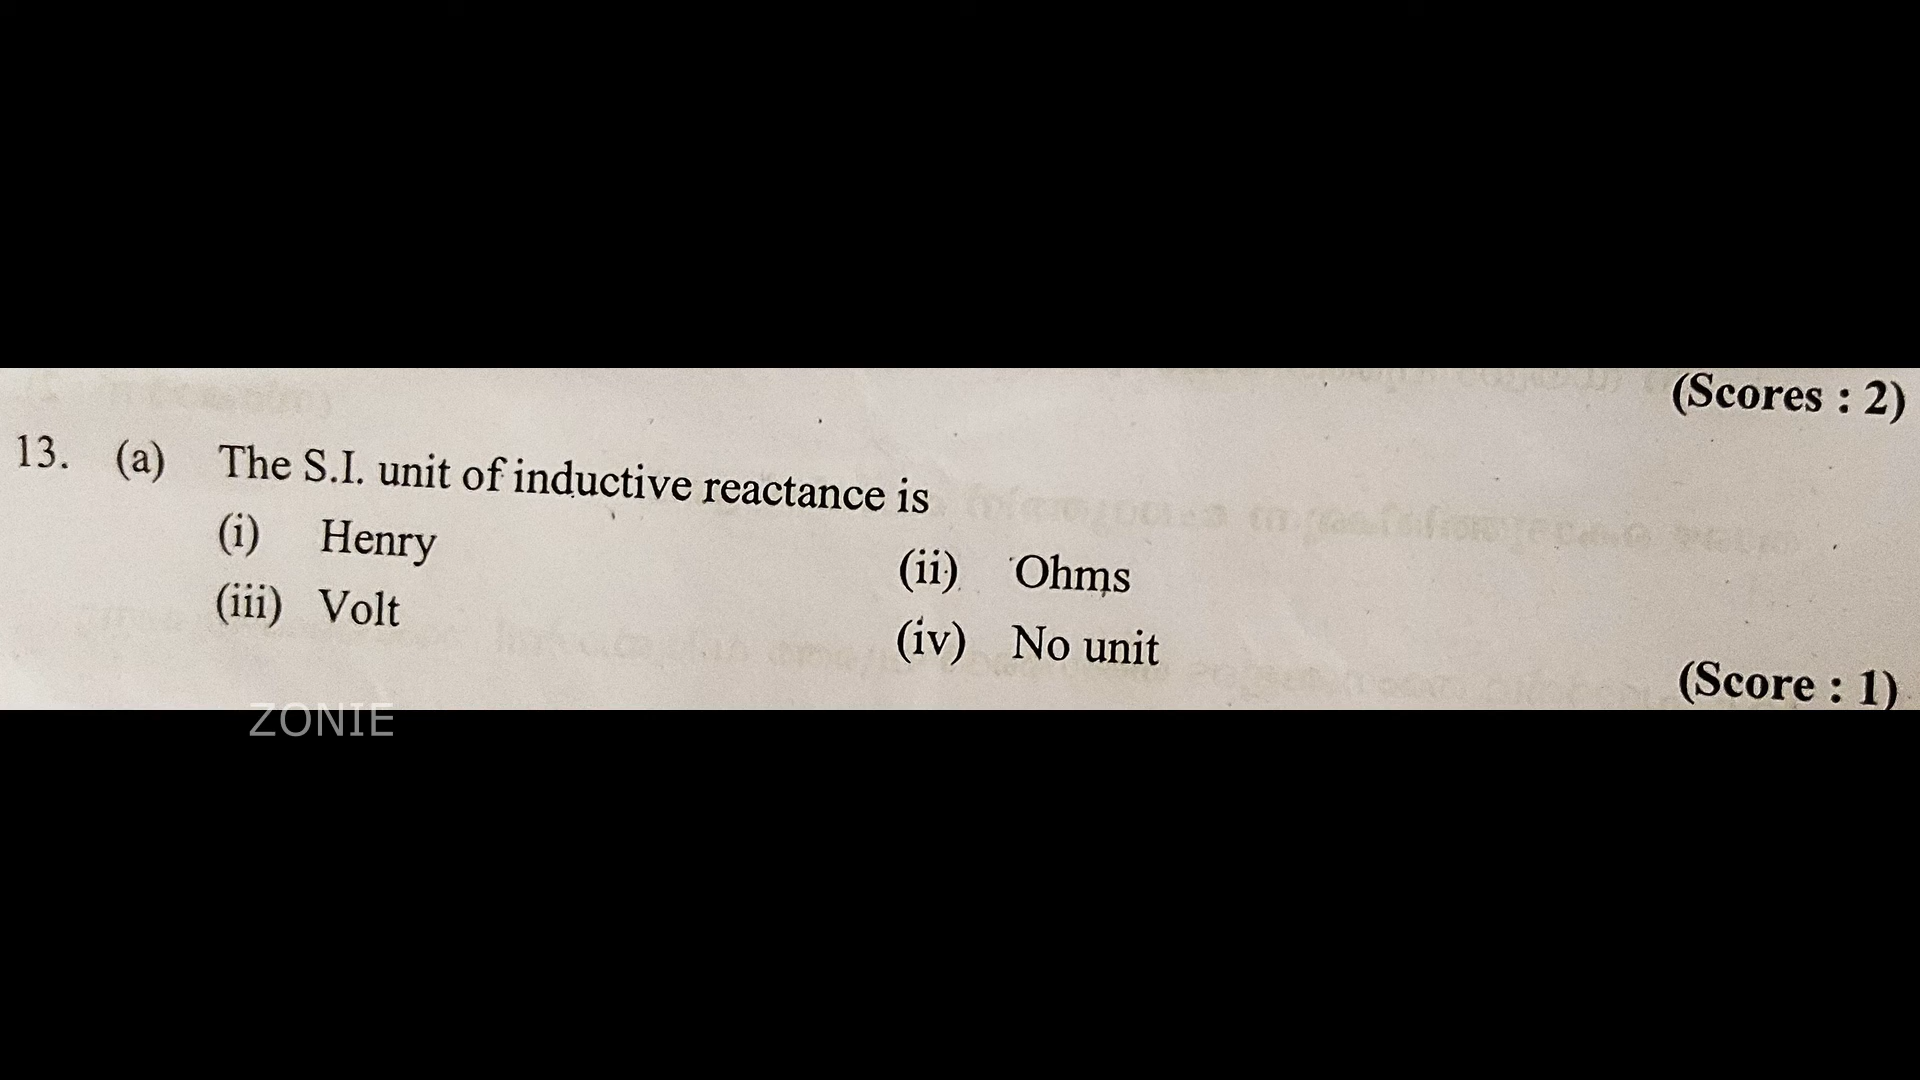 (Scores : 2)
13. (a) The S.I. unit of inductive reactance is
(i) Henry
(ii) Ohms
(iii) Volt
(iv) No unit
(Score : 1)
ZONIE